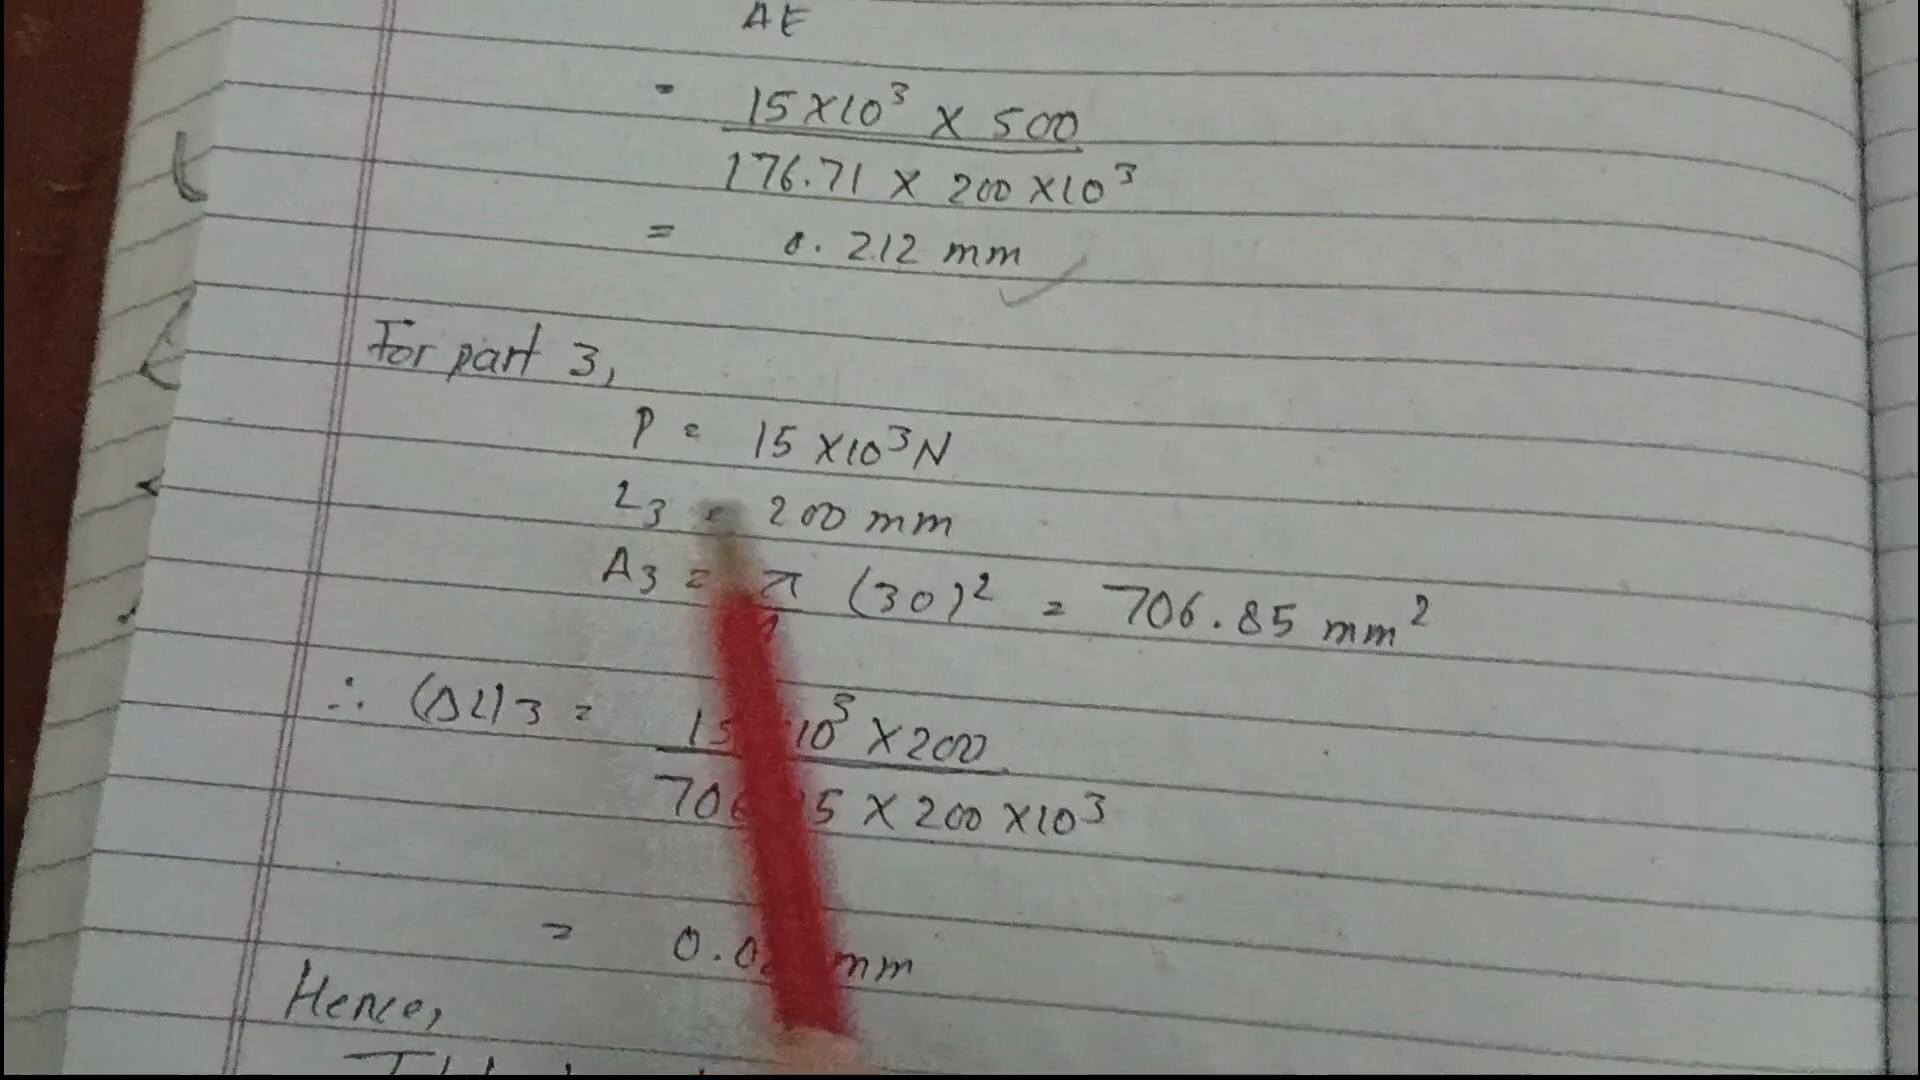 AE
= 15×10³ × 500
176.71 × 200 ×10³
= 0.212 mm
For part 3,
P = 15 ×10³ N
L3 = 200 mm
A3 = π (30)² = 706.85 mm²
∴ (ΔL)3 = 10³ × 200
5 × 200 ×10³
= mm
Hence,